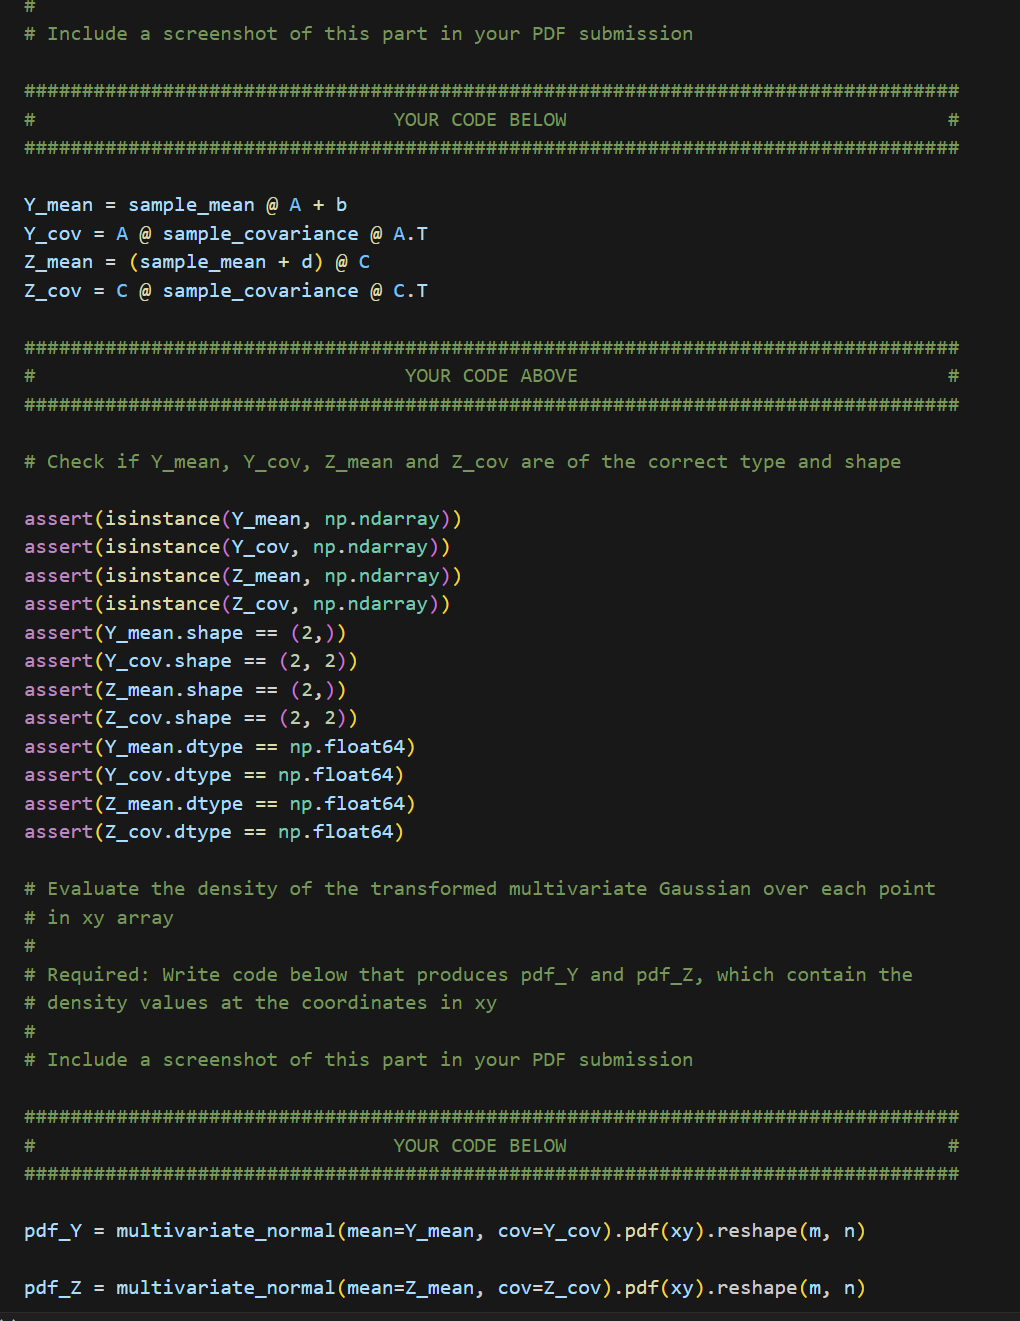 #
# Include a screenshot of this part in your PDF submission
#################################################################################
# YOUR CODE BELOW #
#################################################################################
Y_mean = sample_mean @ A + b
Y_cov = A @ sample_covariance @ A.T
Z_mean = (sample_mean + d) @ C
Z_cov = C @ sample_covariance @ C.T
#################################################################################
# YOUR CODE ABOVE #
#################################################################################
# Check if Y_mean, Y_cov, Z_mean and Z_cov are of the correct type and shape
assert(isinstance(Y_mean, np.ndarray))
assert(isinstance(Y_cov, np.ndarray))
assert(isinstance(Z_mean, np.ndarray))
assert(isinstance(Z_cov, np.ndarray))
assert(Y_mean.shape == (2,))
assert(Y_cov.shape == (2, 2))
assert(Z_mean.shape == (2,))
assert(Z_cov.shape == (2, 2))
assert(Y_mean.dtype == np.float64)
assert(Y_cov.dtype == np.float64)
assert(Z_mean.dtype == np.float64)
assert(Z_cov.dtype == np.float64)
# Evaluate the density of the transformed multivariate Gaussian over each point
# in xy array
#
# Required: Write code below that produces pdf_Y and pdf_Z, which contain the
# density values at the coordinates in xy
#
# Include a screenshot of this part in your PDF submission
#################################################################################
# YOUR CODE BELOW #
#################################################################################
pdf_Y = multivariate_normal(mean=Y_mean, cov=Y_cov).pdf(xy).reshape(m, n)
pdf_Z = multivariate_normal(mean=Z_mean, cov=Z_cov).pdf(xy).reshape(m, n)